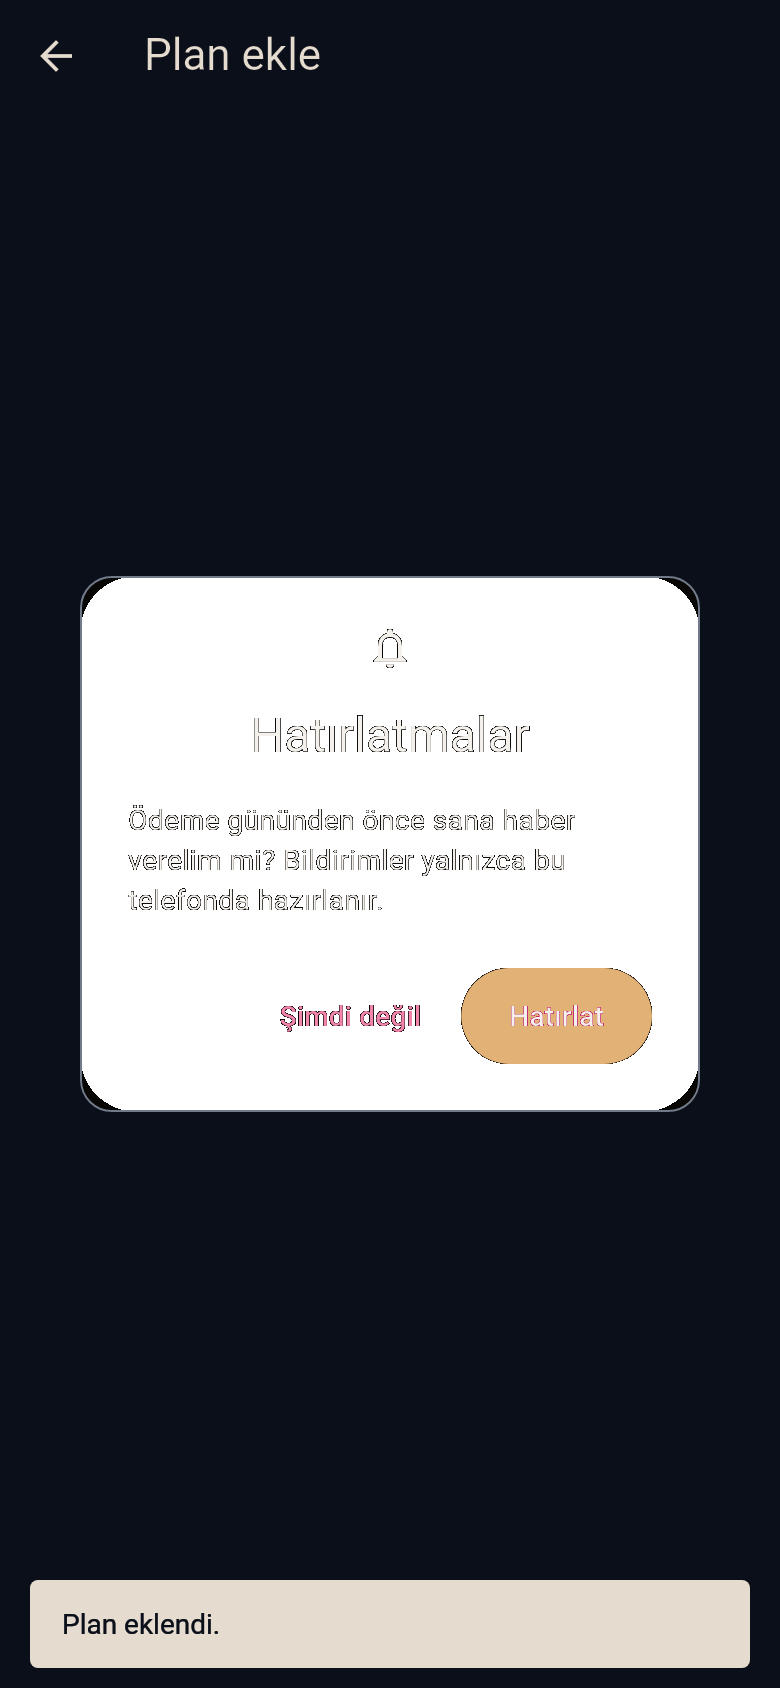 Plan ekle
Hatırlatmalar
Ödeme gününden önce sana haber
verelim mi? Bildirimler yalnızca bu
telefonda hazırlanır.
Şimdi değil
Hatırlat
Plan eklendi.